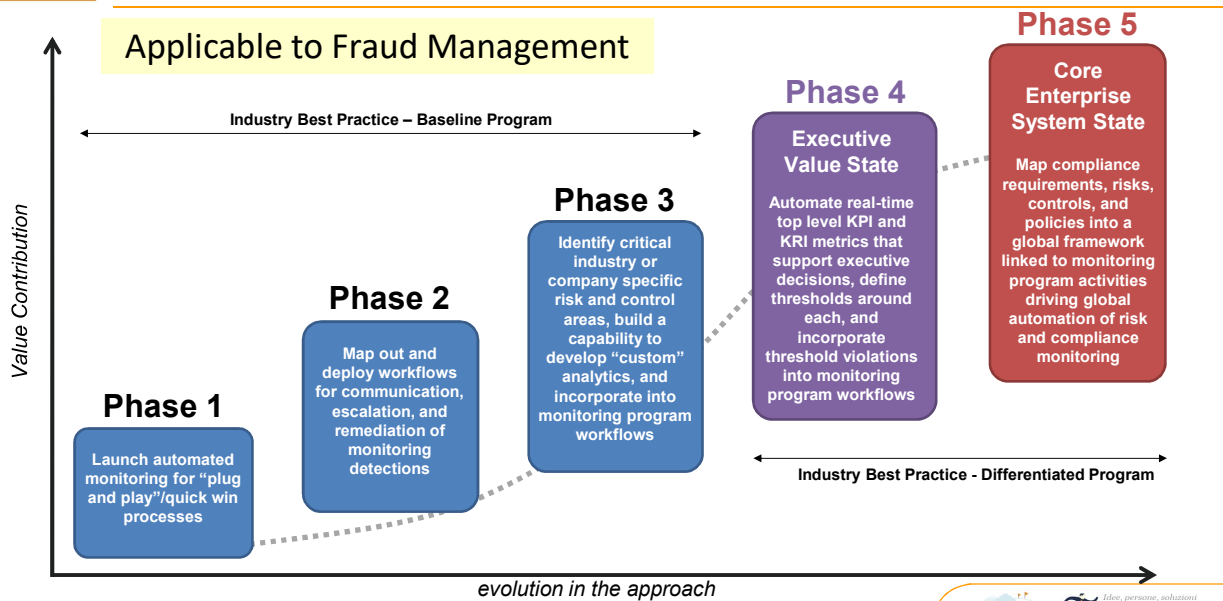 Applicable to Fraud Management
Industry Best Practice – Baseline Program
Value Contribution
Phase 1
Launch automated
monitoring for “plug
and play”/quick win
processes
Phase 2
Map out and
deploy workflows
for communication,
escalation, and
remediation of
monitoring
detections
Phase 3
Identify critical
industry or
company specific
risk and control
areas, build a
capability to
develop “custom”
analytics, and
incorporate into
monitoring program
workflows
Phase 4
Executive
Value State
Automate real-time
top level KPI and
KRI metrics that
support executive
decisions, define
thresholds around
each, and
incorporate
threshold violations
into monitoring
program workflows
Phase 5
Core
Enterprise
System State
Map compliance
requirements, risks,
controls, and
policies into a
global framework
linked to monitoring
program activities
driving global
automation of risk
and compliance
monitoring
Industry Best Practice - Differentiated Program
evolution in the approach
Idee, persone, soluzioni